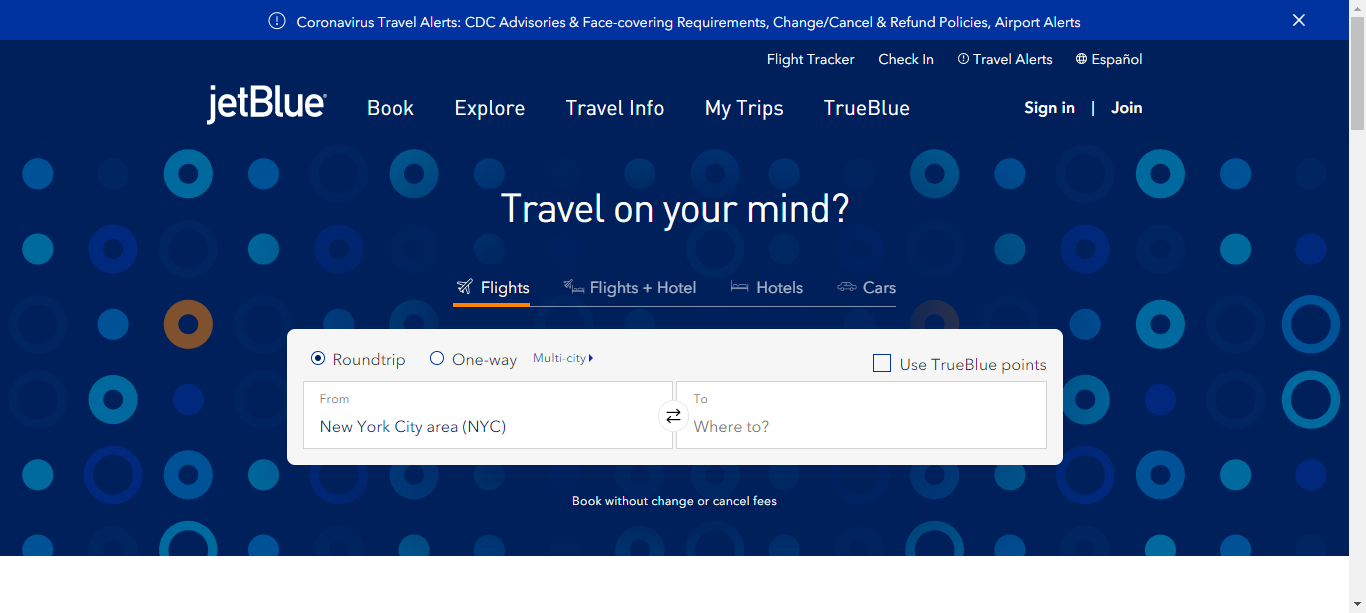 Coronavirus Travel Alerts: CDC Advisories & Face-covering Requirements, Change/Cancel & Refund Policies, Airport Alerts
Flight Tracker Check In Travel Alerts Español
jetBlue Book Explore Travel Info My Trips TrueBlue Sign in | Join
Travel on your mind?
Flights Flights + Hotel Hotels Cars
Roundtrip One-way Multi-city Use TrueBlue points
From To
New York City area (NYC) Where to?
Book without change or cancel fees